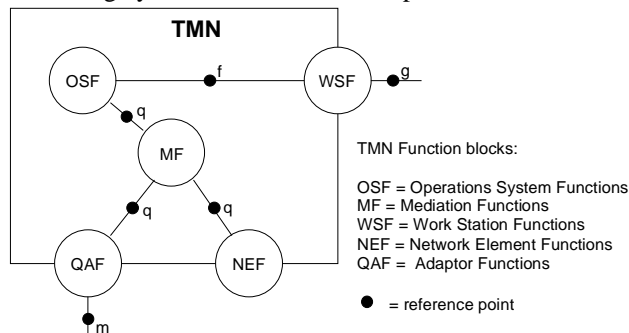 TMN
OSF
f
WSF
g
q
MF
q
q
QAF
NEF
m
TMN Function blocks:
OSF = Operations System Functions
MF = Mediation Functions
WSF = Work Station Functions
NEF = Network Element Functions
QAF = Adaptor Functions
= reference point